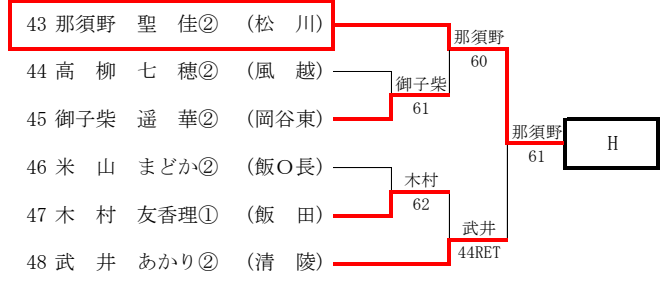 43 那須野 聖 佳② (松 川)
那須野
60
44 高 柳 七 穂② (風 越)
御子柴
61
45 御子柴 遥 華② (岡谷東)
那須野
61
H
46 米 山 まどか② (飯O長)
木村
62
47 木 村 友香理① (飯 田)
武井
44RET
48 武 井 あかり② (清 陵)